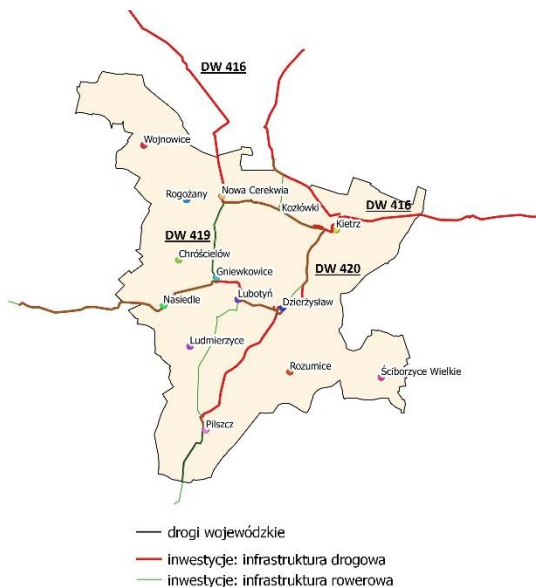 DW 416
Wojnowice
Rogożany
Nowa Cerekwia
Kozłówki
DW 416
Kietrz
DW 419
Chróścielów
DW 420
Gniewkowice
Lubotyń
Nasiedle
Dzierżysław
Ludmierzyce
Rozumice
Ściborzyce Wielkie
Pilszcz
drogi wojewódzkie
inwestycje: infrastruktura drogowa
inwestycje: infrastruktura rowerowa